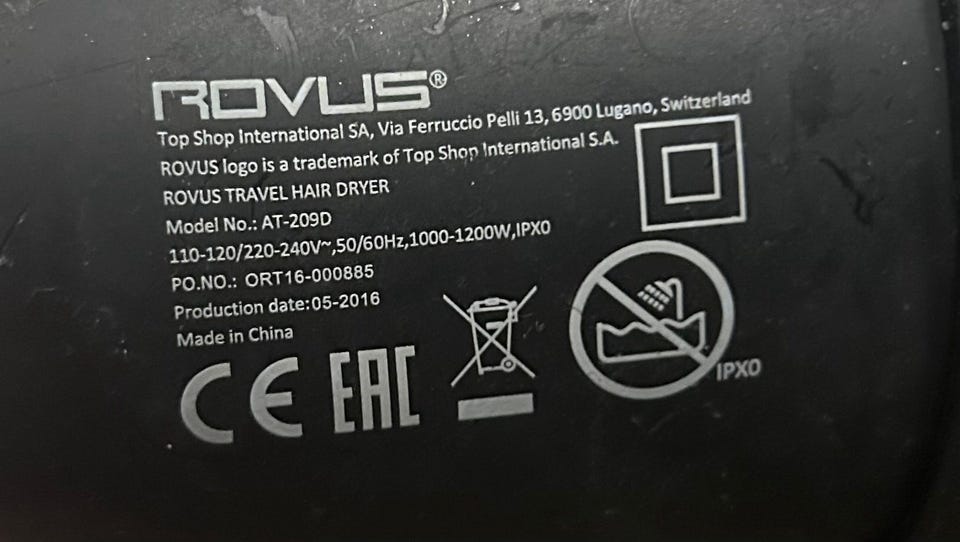 ROVUS®
Top Shop International SA, Via Ferruccio Pelli 13, 6900 Lugano, Switzerland
ROVUS logo is a trademark of Top Shop International S.A.
ROVUS TRAVEL HAIR DRYER
Model No.: AT-209D
110-120/220-240V~,50/60Hz,1000-1200W,IPX0
PO.NO.: ORT16-000885
Production date:05-2016
Made in China
CE EAC
IPX0